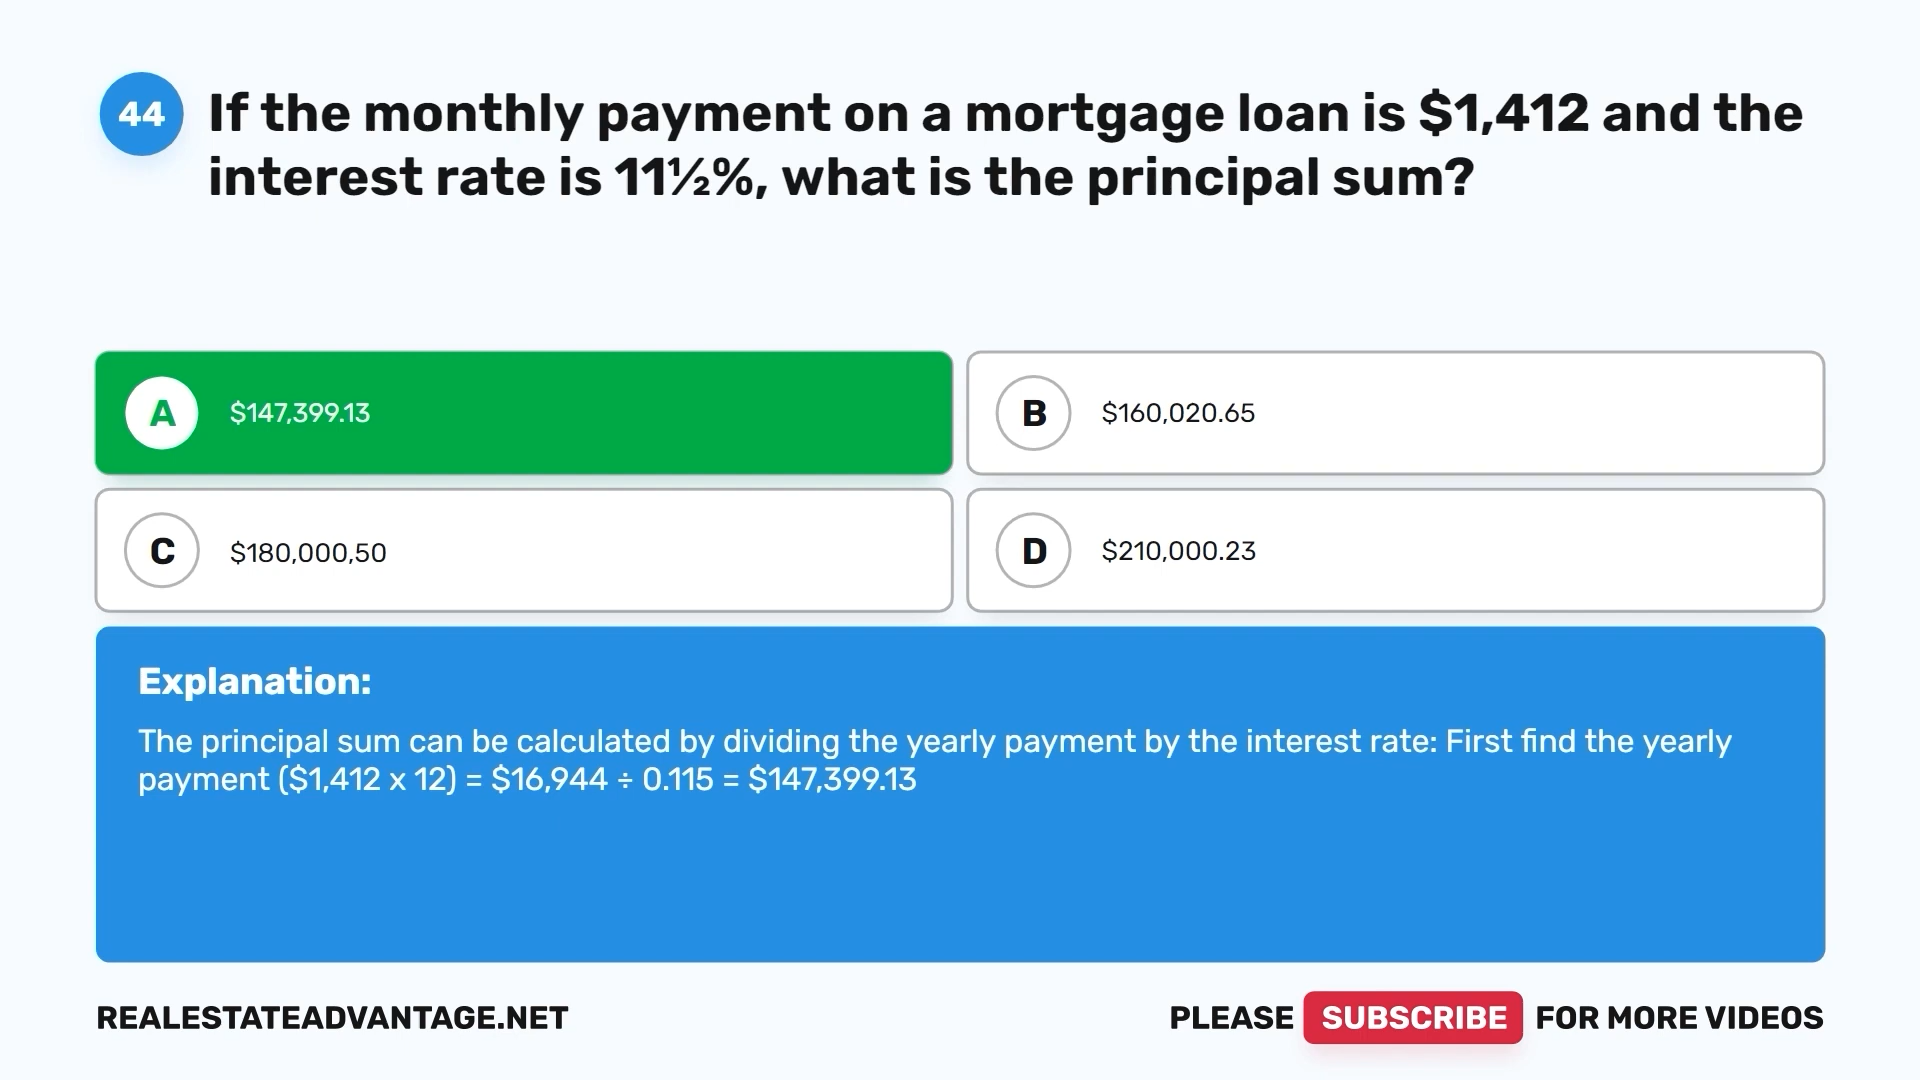 44
If the monthly payment on a mortgage loan is $1,412 and the
interest rate is 11½%, what is the principal sum?
A $147,399.13
B $160,020.65
C $180,000,50
D $210,000.23
Explanation:
The principal sum can be calculated by dividing the yearly payment by the interest rate: First find the yearly
payment ($1,412 x 12) = $16,944 ÷ 0.115 = $147,399.13
REALESTATEADVANTAGE.NET
PLEASE SUBSCRIBE FOR MORE VIDEOS